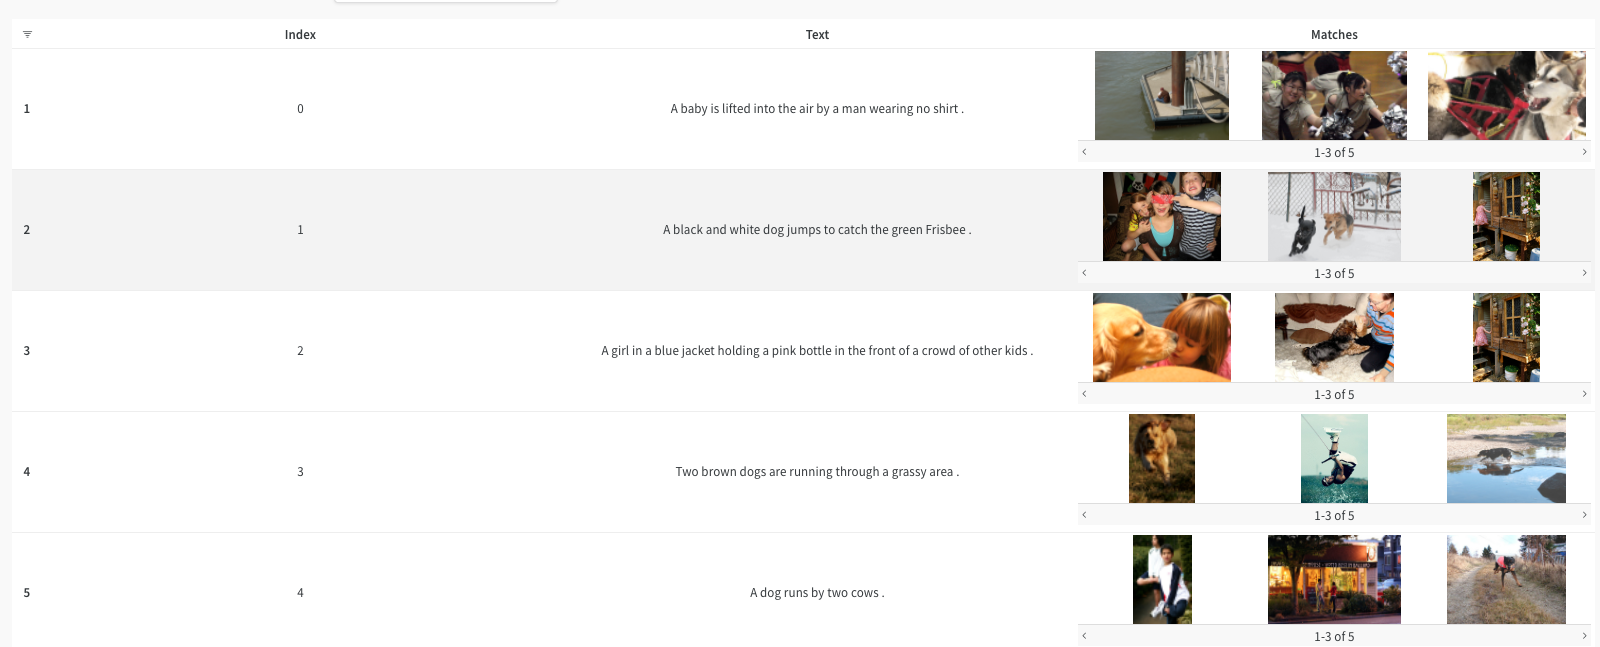 Index Text Matches
1 0 A baby is lifted into the air by a man wearing no shirt .
1-3 of 5
2 1 A black and white dog jumps to catch the green Frisbee .
1-3 of 5
3 2 A girl in a blue jacket holding a pink bottle in the front of a crowd of other kids .
1-3 of 5
4 3 Two brown dogs are running through a grassy area .
1-3 of 5
5 4 A dog runs by two cows .
1-3 of 5